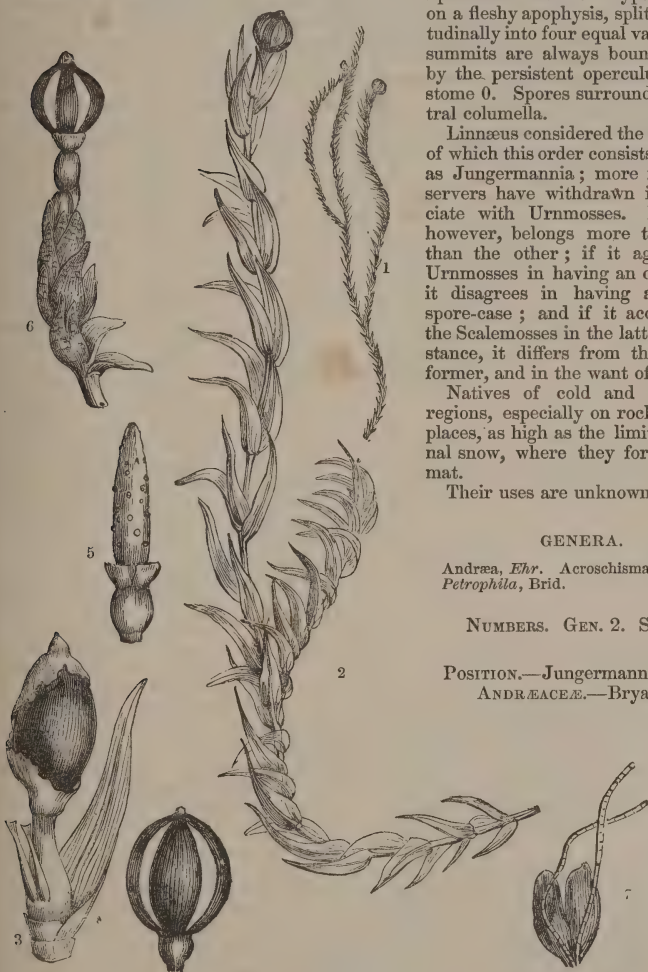 on a fleshy apophysis, split
tudinally into four equal va
summits are always boun
by the persistent opercul
stome 0. Spores surround
tral columella.
Linnæus considered the
of which this order consists
as Jungermannia; more
servers have withdrawn i
ciate with Urnmosses.
however, belongs more t
than the other; if it ag
Urnmosses in having an o
it disagrees in having a
spore-case; and if it acc
the Scalemosses in the latt
stance, it differs from th
former, and in the want of
Natives of cold and
regions, especially on rock
places, as high as the limi
nal snow, where they for
mat.
Their uses are unknown
GENERA.
Andræa, Ehr. Acroschisma
Petrophila, Brid.
NUMBERS. GEN. 2. S
POSITION.—Jungermann
ANDRÆACEÆ.—Brya
1
6
5
2
3
7